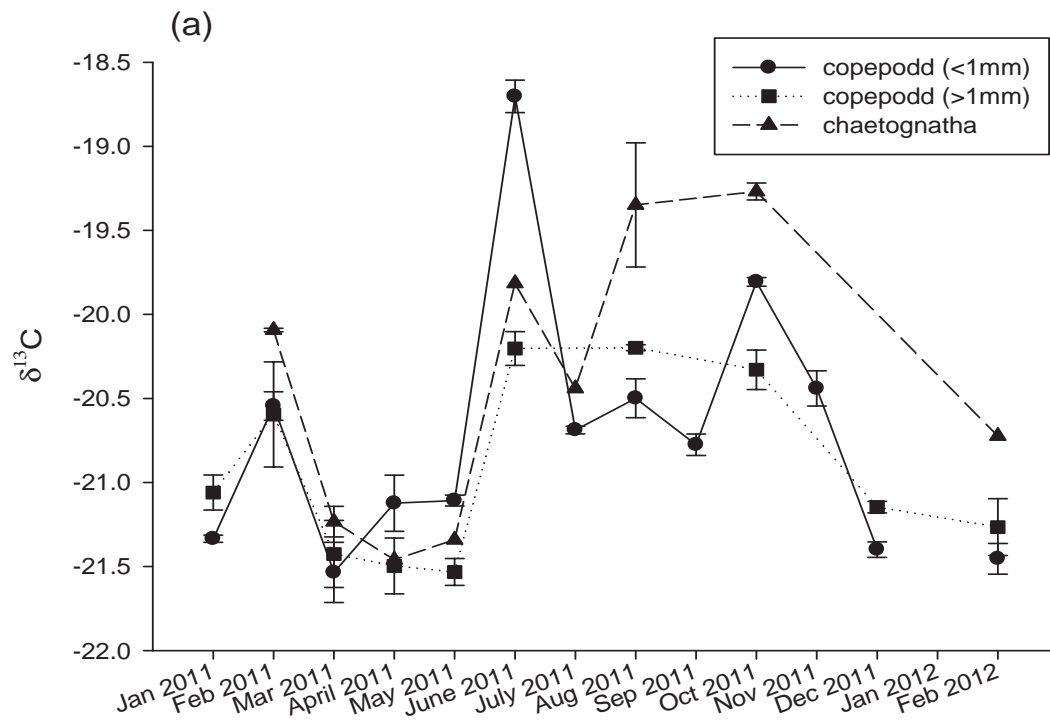 (a)
copepodd (<1mm)
copepodd (>1mm)
chaetognatha
-18.5
-19.0
-19.5
-20.0
-20.5
-21.0
-21.5
-22.0
δ13C
Jan 2011
Feb 2011
Mar 2011
April 2011
May 2011
June 2011
July 2011
Aug 2011
Sep 2011
Oct 2011
Nov 2011
Dec 2011
Jan 2012
Feb 2012